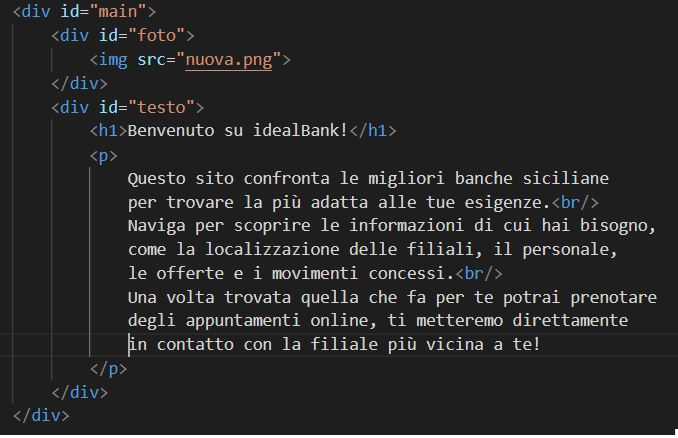 <div id="main">
<div id="foto">
<img src="nuova.png">
</div>
<div id="testo">
<h1>Benvenuto su idealBank!</h1>
<p>
Questo sito confronta le migliori banche siciliane
per trovare la più adatta alle tue esigenze.<br/>
Naviga per scoprire le informazioni di cui hai bisogno,
come la localizzazione delle filiali, il personale,
le offerte e i movimenti concessi.<br/>
Una volta trovata quella che fa per te potrai prenotare
degli appuntamenti online, ti metteremo direttamente
in contatto con la filiale più vicina a te!
</p>
</div>
</div>